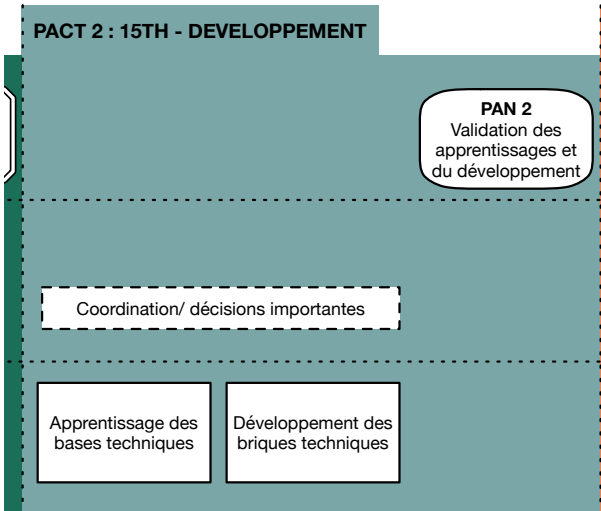 PACT 2 : 15TH - DEVELOPPEMENT
PAN 2
Validation des
apprentissages et
du développement
Coordination/ décisions importantes
Apprentissage des
bases techniques
Développement des
briques techniques